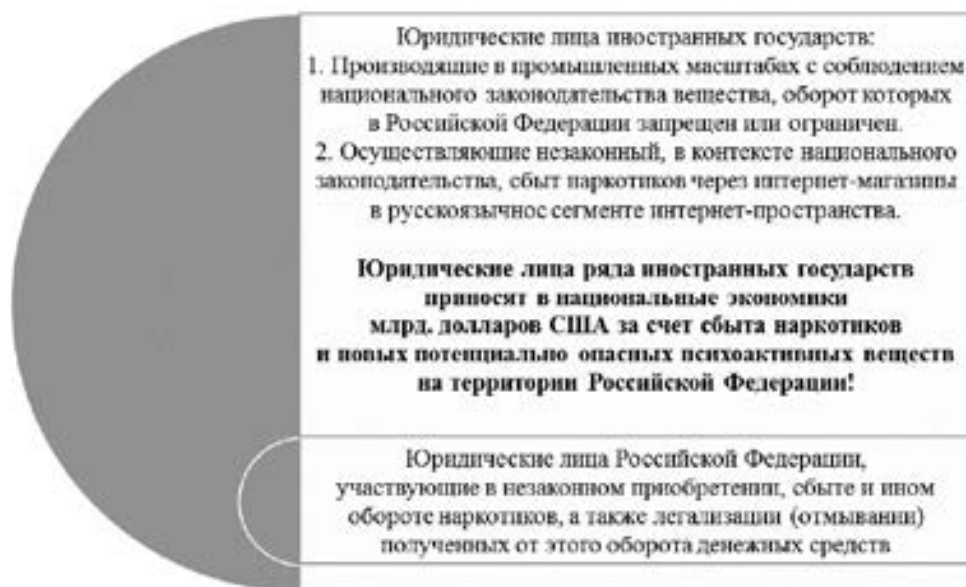 Юридические лица иностранных государств:
1. Производящие в промышленных масштабах с соблюдением
национального законодательства вещества, оборот которых
в Российской Федерации запрещен или ограничен.
2. Осуществляющие незаконный, в контексте национального
законодательства, сбыт наркотиков через интернет-магазины
в русскоязычное сегменте интернет-пространства.
Юридические лица ряда иностранных государств
приносят в национальные экономики
млрд. долларов США за счет сбыта наркотиков
и новых потенциально опасных психоактивных веществ
на территории Российской Федерации!
Юридические лица Российской Федерации,
участвующие в незаконном приобретении, сбыте и ином
обороте наркотиков, а также легализации (отмывании)
полученных от этого оборота денежных средств